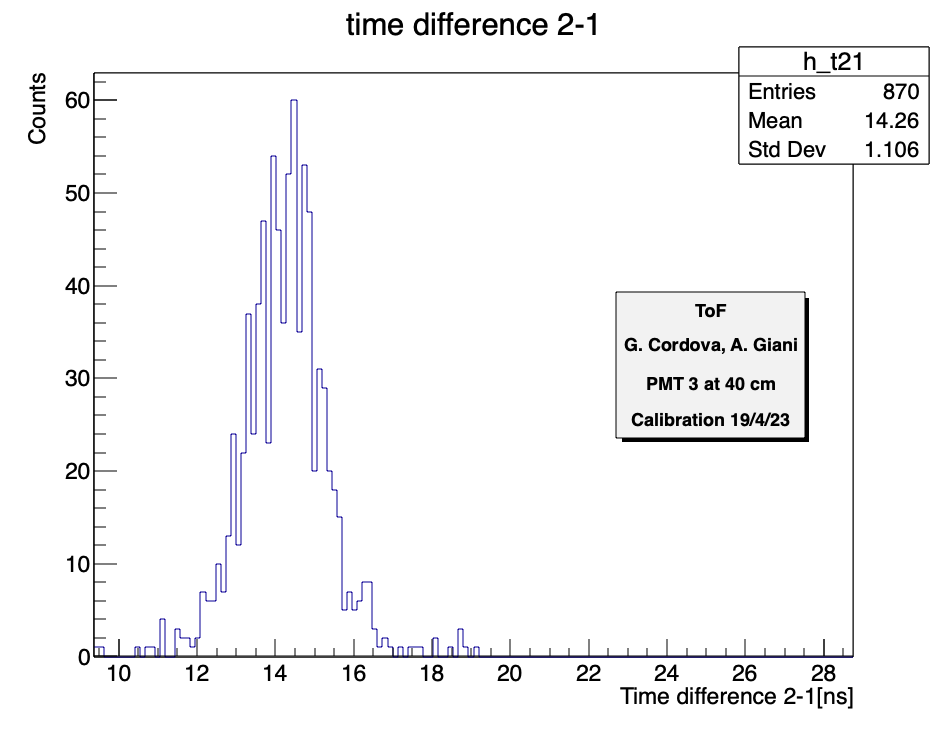 time difference 2-1
h_t21
Entries 870
Mean 14.26
Std Dev 1.106
Counts
60
50
40
30
20
10
0
ToF
G. Cordova, A. Giani
PMT 3 at 40 cm
Calibration 19/4/23
10 12 14 16 18 20 22 24 26 28
Time difference 2-1[ns]